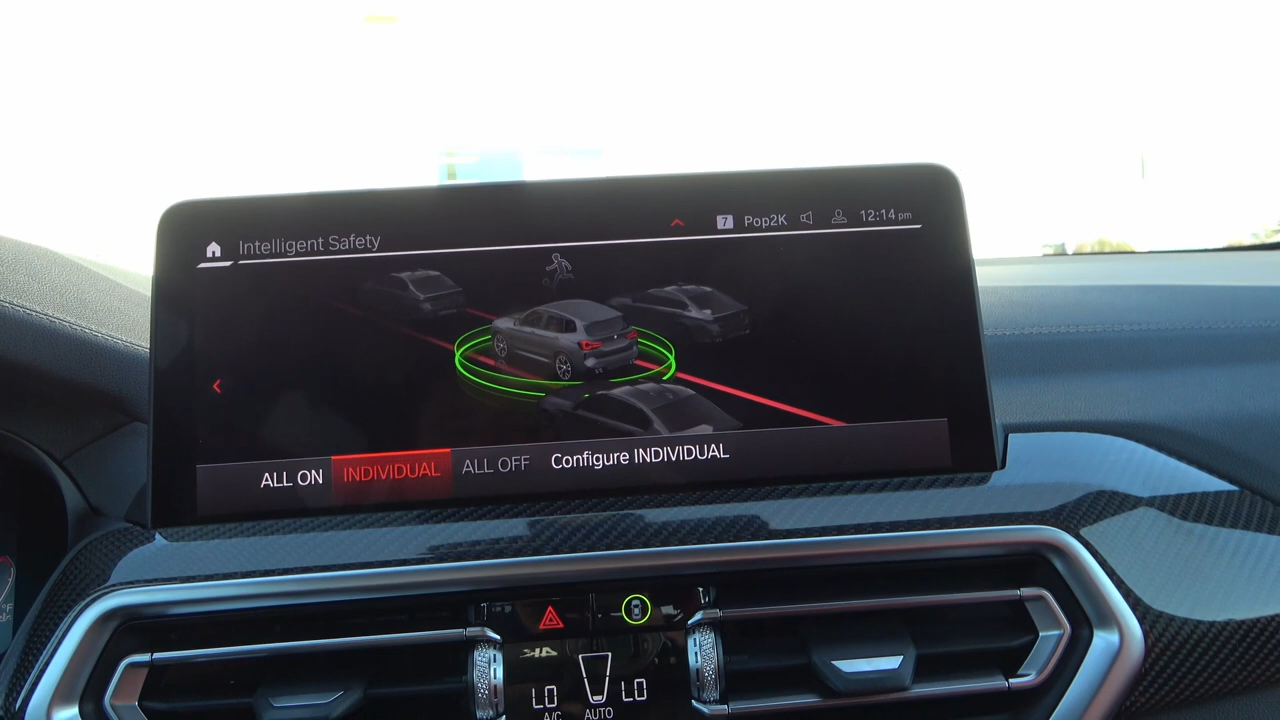 Intelligent Safety
7 Pop2K 12:14 pm
ALL ON INDIVIDUAL ALL OFF Configure INDIVIDUAL
LO LO
A/C AUTO